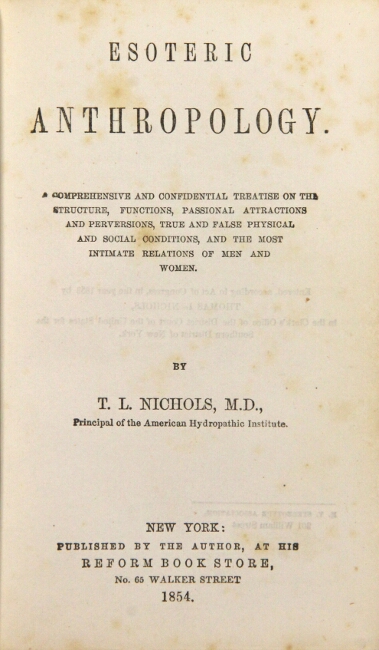 ESOTERIC
ANTHROPOLOGY.
A COMPREHENSIVE AND CONFIDENTIAL TREATISE ON THE
STRUCTURE, FUNCTIONS, PASSIONAL ATTRACTIONS
AND PERVERSIONS, TRUE AND FALSE PHYSICAL
AND SOCIAL CONDITIONS, AND THE MOST
INTIMATE RELATIONS OF MEN AND
WOMEN.
BY
T. L. NICHOLS, M.D.,
Principal of the American Hydropathic Institute.
NEW YORK:
PUBLISHED BY THE AUTHOR, AT HIS
REFORM BOOK STORE,
No. 65 WALKER STREET
1854.